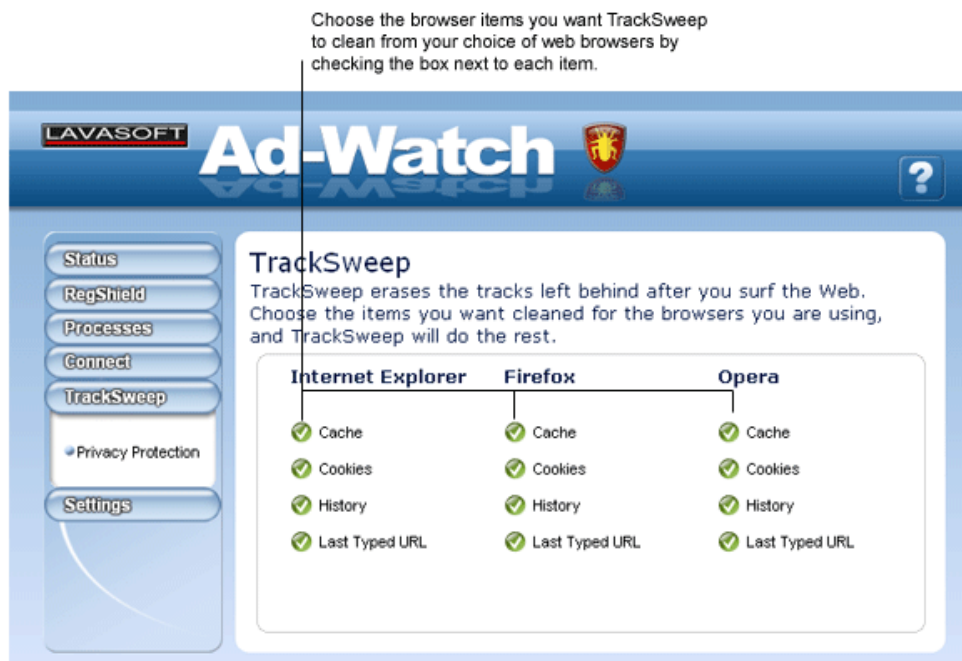 Choose the browser items you want TrackSweep
to clean from your choice of web browsers by
checking the box next to each item.
LAVASOFT
Ad-Watch
?
Status
RegShield
Processes
Connect
TrackSweep
Privacy Protection
Settings
TrackSweep
TrackSweep erases the tracks left behind after you surf the Web.
Choose the items you want cleaned for the browsers you are using,
and TrackSweep will do the rest.
Internet Explorer Firefox Opera
Cache Cache Cache
Cookies Cookies Cookies
History History History
Last Typed URL Last Typed URL Last Typed URL